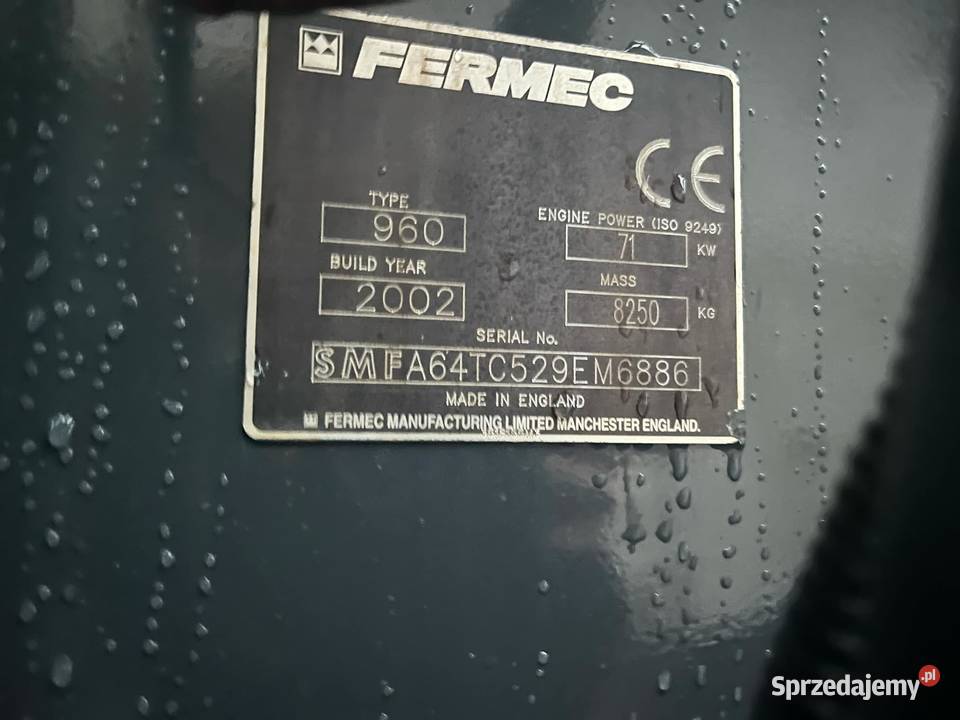 FERMEC
CE
TYPE
960
ENGINE POWER (ISO 9249)
71 KW
BUILD YEAR
2002
MASS
8250 KG
SERIAL No.
SMFA64TC529EM6886
MADE IN ENGLAND
FERMEC MANUFACTURING LIMITED MANCHESTER ENGLAND.
Sprzedajemy.pl